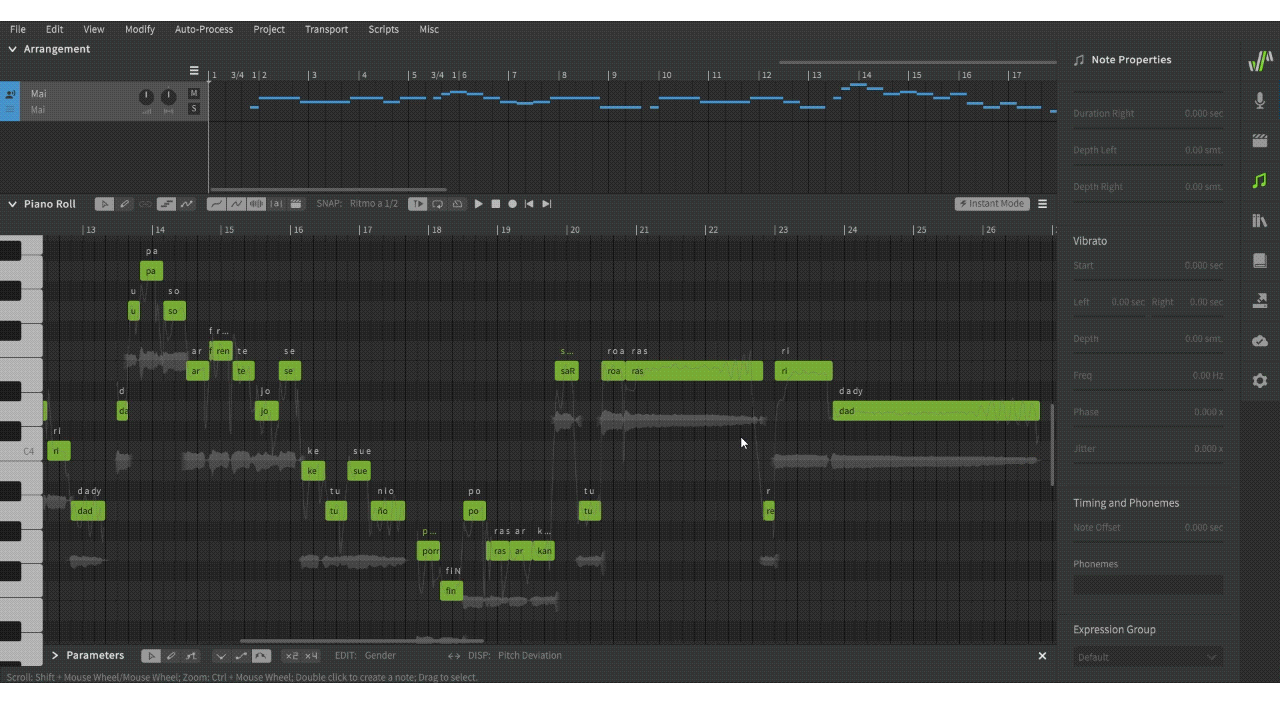 File Edit View Modify Auto-Process Project Transport Scripts Misc
Arrangement
1 3/4 1 2 3 4 5 3/4 1 6 7 8 9 10 11 12 13 14 15 16 17
Mai M
Mai S
Piano Roll SNAP: Ritmo a 1/2 Instant Mode
13 14 15 16 17 18 19 20 21 22 23 24 25 26
pa
pa
u so
u so
fr...
ren
ar te se s... roa ras ri
ar te se saR roa ras ri
d jo dady
da jo dad
ri
C4 ri
ke sue
ke sue
dady tu nio po tu r
dad tu ño po tu re
p... ras ar k...
porr ras ar kan
fIN
fin
Parameters x2 x4 EDIT: Gender DISP: Pitch Deviation
Scroll: Shift + Mouse Wheel/Mouse Wheel; Zoom: Ctrl + Mouse Wheel; Double click to create a note; Drag to select.
Note Properties
Duration Right 0.000 sec
Depth Left 0.00 smt.
Depth Right 0.00 smt.
Vibrato
Start 0.000 sec
Left 0.00 sec Right 0.00 sec
Depth 0.00 smt.
Freq 0.00 Hz
Phase 0.000 x
Jitter 0.000 x
Timing and Phonemes
Note Offset 0.000 sec
Phonemes
Expression Group
Default